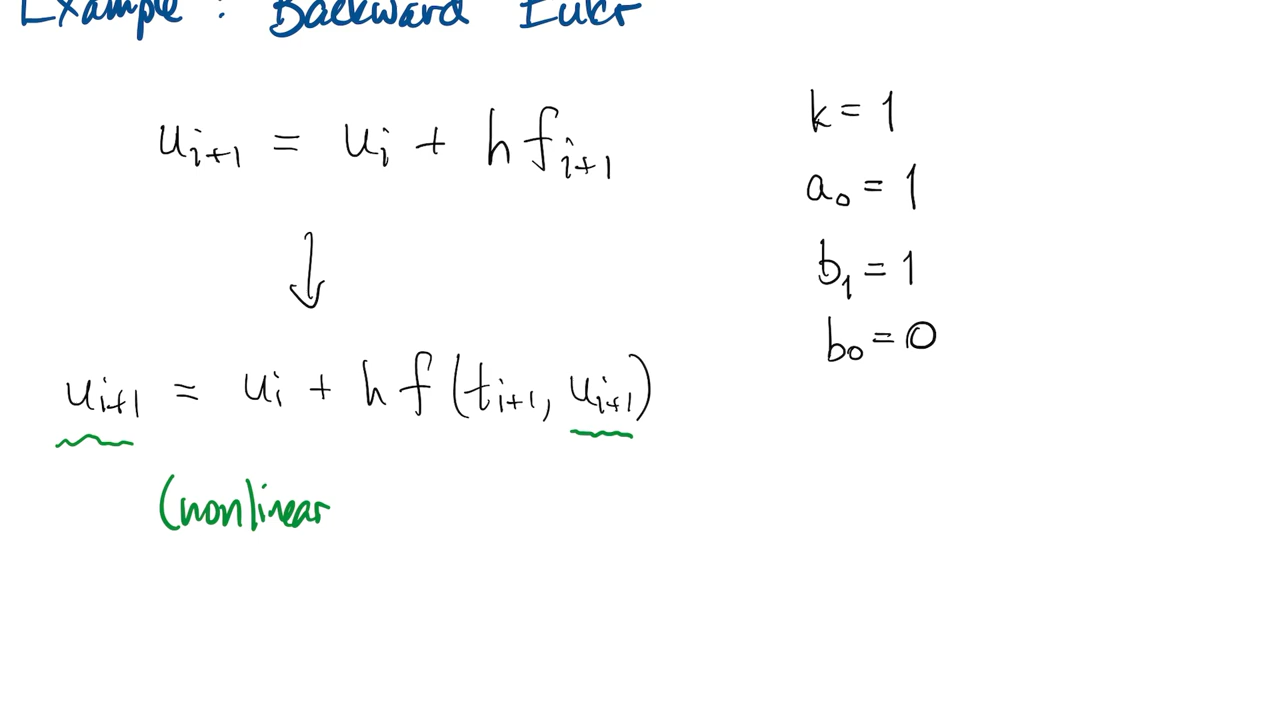 Example: Backward Euler
u_{i+1} = u_i + h f_{i+1}
k = 1
a_0 = 1
b_1 = 1
b_0 = 0
↓
u_{i+1} = u_i + h f(t_{i+1}, u_{i+1})
(nonlinear